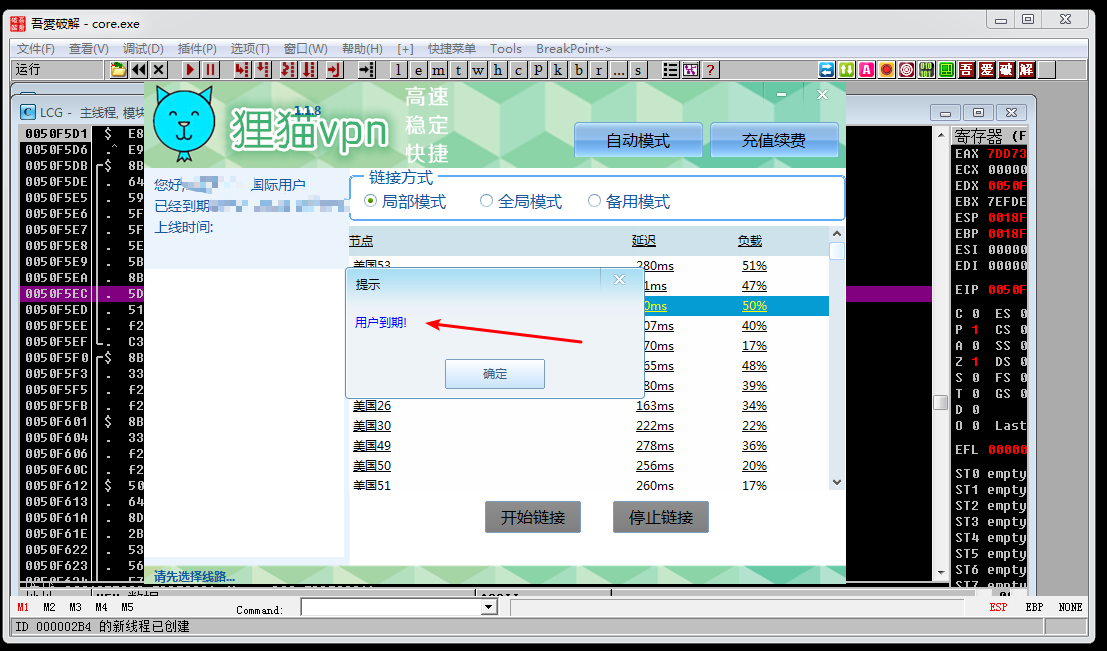 吾愛破解 - core.exe
文件(F) 查看(V) 调试(D) 插件(P) 选项(T) 窗口(W) 帮助(H) [+] 快捷菜单 Tools BreakPoint->
运行 l e m t w h c p k b r ... s ? 吾 爱 破 解
LCG - 主线程, 模块
1.1.8
狸猫vpn
高速
稳定
快捷
自动模式 充值续费
您好, 国际用户
已经到期
上线时间:
链接方式
局部模式 全局模式 备用模式
节点 延迟 负载
美国53 280ms 51%
1ms 47%
0ms 50%
07ms 40%
70ms 17%
65ms 48%
80ms 39%
美国26 163ms 34%
美国30 222ms 22%
美国49 278ms 36%
美国50 256ms 20%
美国51 260ms 17%
提示
用户到期!
确定
开始链接 停止链接
请先选择线路...
0050F5D1 $ E8
0050F5D6 .^ E9
0050F5DB $ 8B
0050F5DE . 64
0050F5E5 . 59
0050F5E6 . 5F
0050F5E7 . 5F
0050F5E8 . 5E
0050F5E9 . 5B
0050F5EA . 8B
0050F5EC . 5D
0050F5ED . 51
0050F5EE . f2
0050F5EF . C3
0050F5F0 $ 8B
0050F5F3 . 33
0050F5F5 . f2
0050F5FB . f2
0050F601 $ 8B
0050F604 . 33
0050F606 . f2
0050F60C . f2
0050F612 $ 50
0050F613 . 64
0050F61A . 8D
0050F61E . 2B
0050F622 . 53
0050F623 . 56
寄存器 (F
EAX 7DD73
ECX 00000
EDX 0050F
EBX 7EFDE
ESP 0018F
EBP 0018F
ESI 00000
EDI 00000
EIP 0050F
C 0 ES 0
P 1 CS 0
A 0 SS 0
Z 1 DS 0
S 0 FS 0
T 0 GS 0
D 0
O 0 Last
EFL 00000
ST0 empty
ST1 empty
ST2 empty
ST3 empty
ST4 empty
ST5 empty
ST6 empty
ST7 empty
M1 M2 M3 M4 M5 Command: ESP EBP NONE
ID 000002B4 的新线程已创建